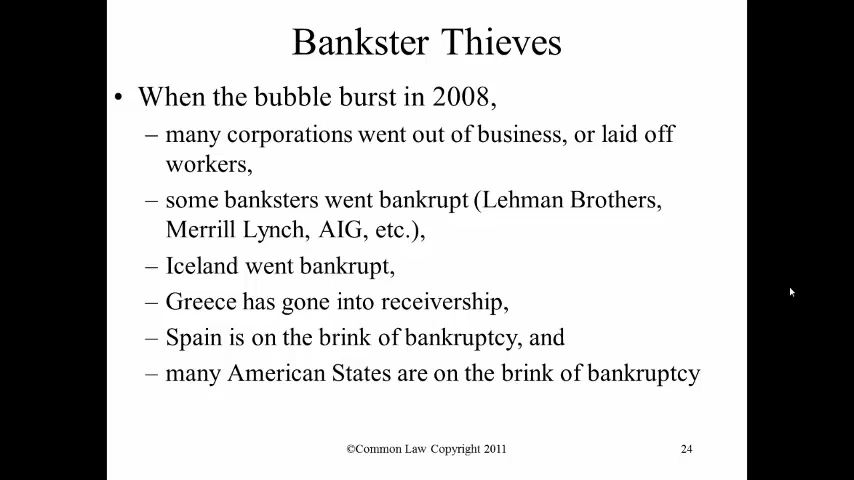 Bankster Thieves
• When the bubble burst in 2008,
– many corporations went out of business, or laid off
workers,
– some banksters went bankrupt (Lehman Brothers,
Merrill Lynch, AIG, etc.),
– Iceland went bankrupt,
– Greece has gone into receivership,
– Spain is on the brink of bankruptcy, and
– many American States are on the brink of bankruptcy
©Common Law Copyright 2011
24